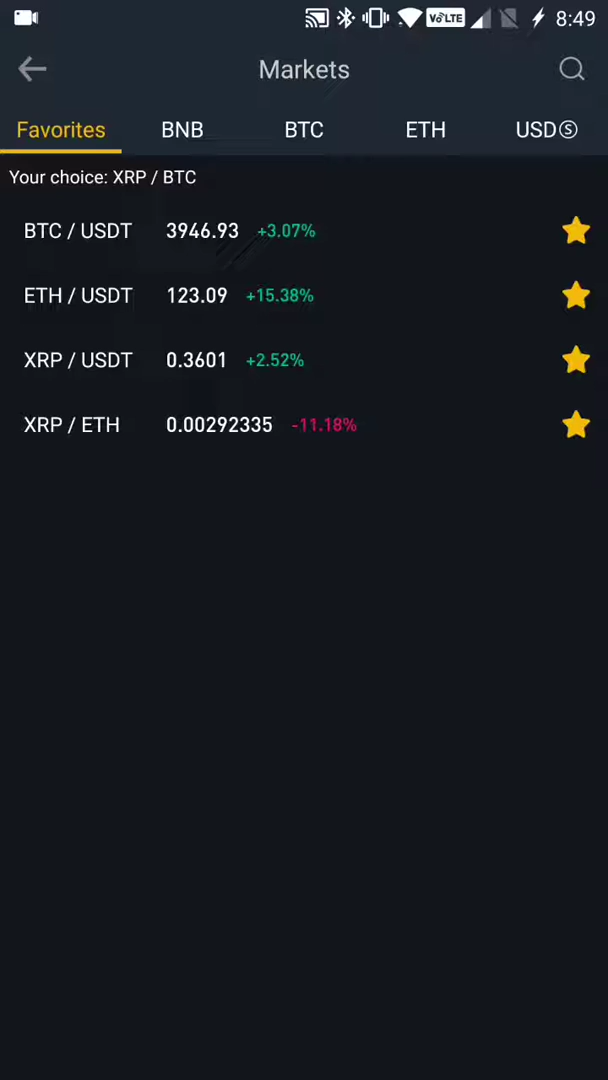 VoLTE 8:49
Markets
Favorites BNB BTC ETH USDⓈ
Your choice: XRP / BTC
BTC / USDT 3946.93 +3.07%
ETH / USDT 123.09 +15.38%
XRP / USDT 0.3601 +2.52%
XRP / ETH 0.00292335 -11.18%